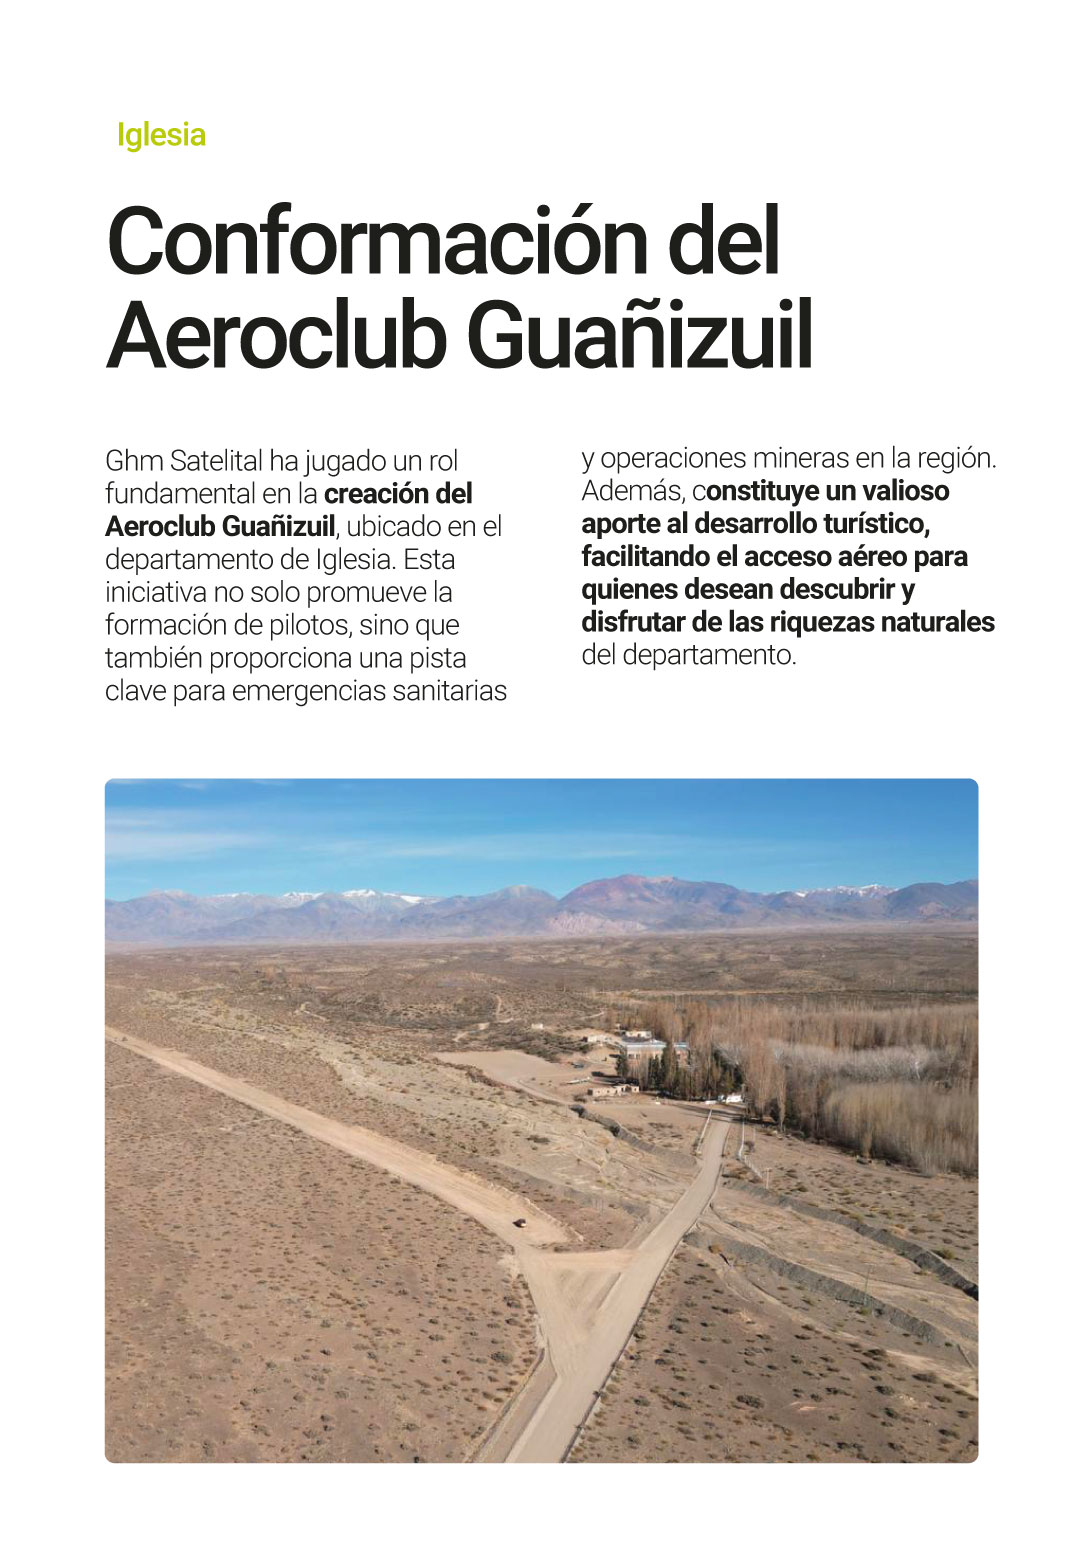 Iglesia
Conformación del
Aeroclub Guañizuil
Ghm Satelital ha jugado un rol
fundamental en la creación del
Aeroclub Guañizuil, ubicado en el
departamento de Iglesia. Esta
iniciativa no solo promueve la
formación de pilotos, sino que
también proporciona una pista
clave para emergencias sanitarias
y operaciones mineras en la región.
Además, constituye un valioso
aporte al desarrollo turístico,
facilitando el acceso aéreo para
quienes desean descubrir y
disfrutar de las riquezas naturales
del departamento.